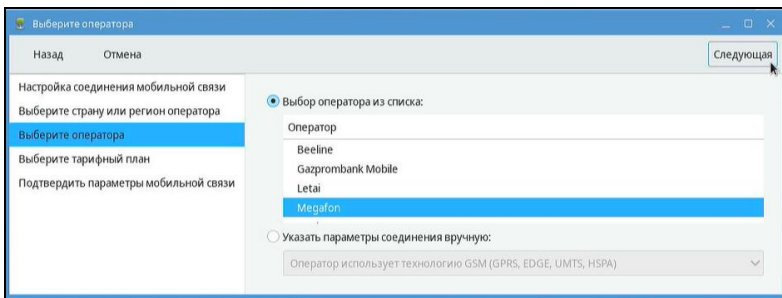 Выберите оператора
Назад Отмена Следующая
Настройка соединения мобильной связи
Выберите страну или регион оператора
Выберите оператора
Выберите тарифный план
Подтвердить параметры мобильной связи
Выбор оператора из списка:
Оператор
Beeline
Gazprombank Mobile
Letai
Megafon
Указать параметры соединения вручную:
Оператор использует технологию GSM (GPRS, EDGE, UMTS, HSPA)